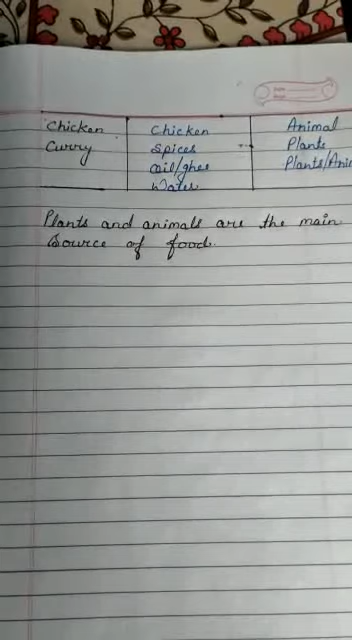 Chicken Chicken Animal
Curry Spices Plants
Oil/ghee Plants/Ani
Water
Plants and animals are the main
source of food.